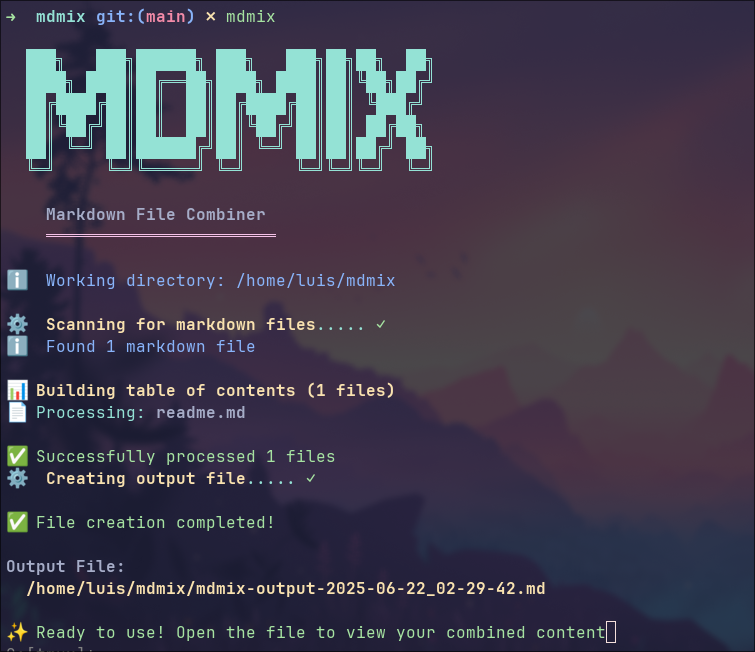 ➜ mdmix git:(main) ✗ mdmix
MDMIX
Markdown File Combiner
ℹ️ Working directory: /home/luis/mdmix
⚙️ Scanning for markdown files..... ✓
ℹ️ Found 1 markdown file
📊 Building table of contents (1 files)
📄 Processing: readme.md
✅ Successfully processed 1 files
⚙️ Creating output file..... ✓
✅ File creation completed!
Output File:
/home/luis/mdmix/mdmix-output-2025-06-22_02-29-42.md
✨ Ready to use! Open the file to view your combined content